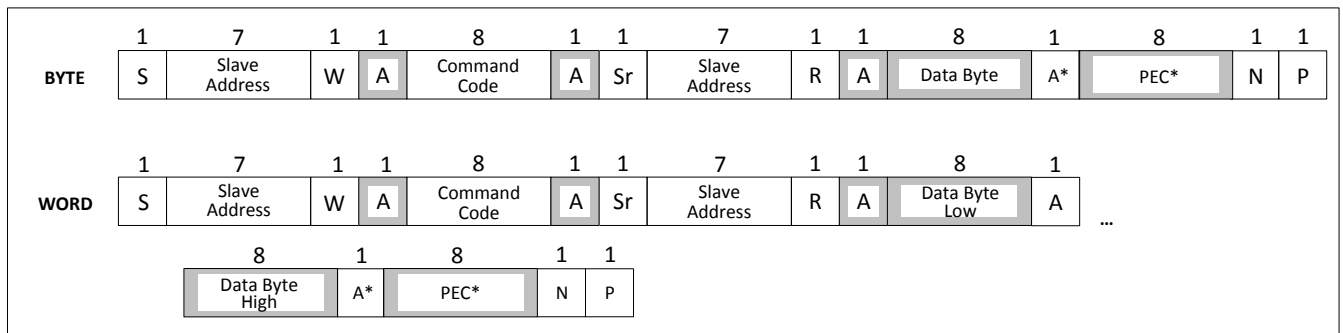 1 7 1 1 8 1 1 7 1 1 8 1 8 1 1
BYTE S Slave Address W A Command Code A Sr Slave Address R A Data Byte A* PEC* N P
1 7 1 1 8 1 1 7 1 1 8 1
WORD S Slave Address W A Command Code A Sr Slave Address R A Data Byte Low A ...
8 1 8 1 1
Data Byte High A* PEC* N P